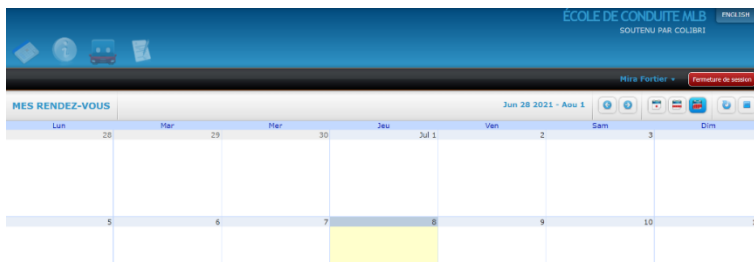 ÉCOLE DE CONDUITE MLB ENGLISH
SOUTENU PAR COLIBRI
Mira Fortier Fermeture de session
MES RENDEZ-VOUS Jun 28 2021 - Aou 1
Lun Mar Mer Jeu Ven Sam Dim
28 29 30 Jul 1 2 3
5 6 7 8 9 10